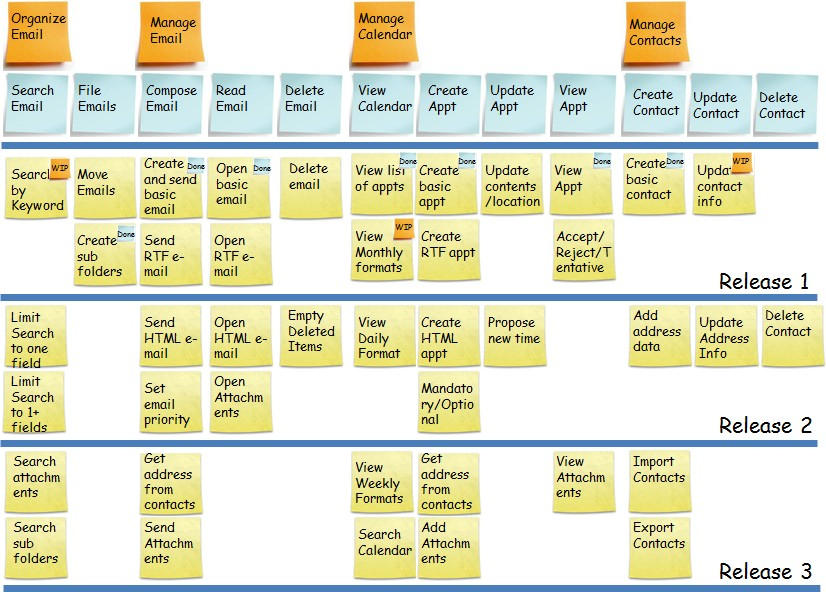 Organize
Email
Manage
Email
Manage
Calendar
Manage
Contacts
Search
Email
File
Emails
Compose
Email
Read
Email
Delete
Email
View
Calendar
Create
Appt
Update
Appt
View
Appt
Create
Contact
Update
Contact
Delete
Contact
Search
by
Keyword
WIP
Move
Emails
Create
and send
basic
email
Done
Open
basic
email
Done
Delete
email
View list
of appts
Done
Create
basic
appt
Done
Update
contents
/location
View
Appt
Done
Create
basic
contact
Done
Update
contact
info
WIP
Create
sub
folders
Done
Send
RTF e-
mail
Open
RTF e-
mail
View
Monthly
formats
WIP
Create
RTF appt
Accept/
Reject/T
entative
Release 1
Limit
Search
to one
field
Send
HTML e-
mail
Open
HTML e-
mail
Empty
Deleted
Items
View
Daily
Format
Create
HTML
appt
Propose
new time
Add
address
data
Update
Address
Info
Delete
Contact
Limit
Search
to 1+
fields
Set
email
priority
Open
Attachm
ents
Mandato
ry/Optio
nal
Release 2
Search
attachm
ents
Get
address
from
contacts
View
Weekly
Formats
Get
address
from
contacts
View
Attachm
ents
Import
Contacts
Search
sub
folders
Send
Attachm
ents
Search
Calendar
Add
Attachm
ents
Export
Contacts
Release 3